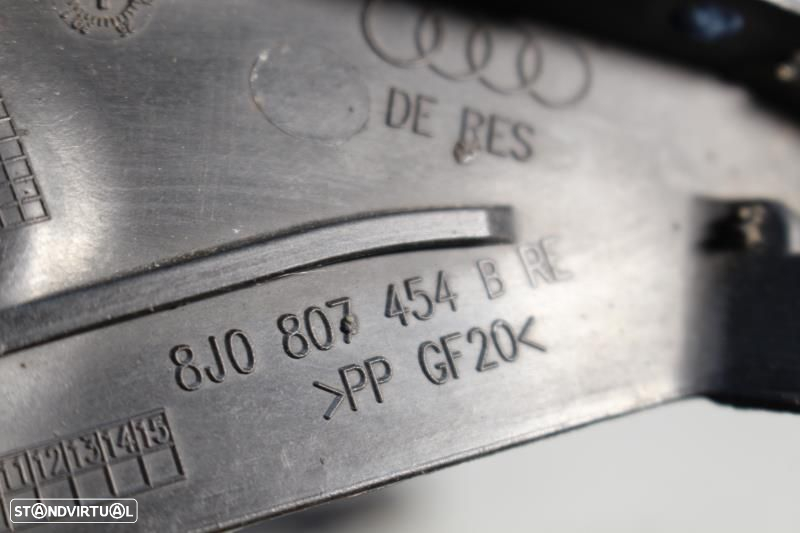 DE RES
8J0 807 454 B RE
>PP GF20<
11 12 13 14 15
STANDVIRTUAL